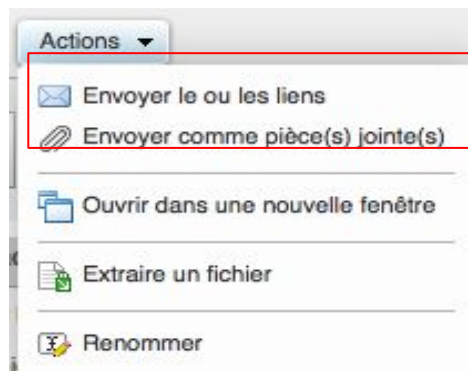 Actions
Envoyer le ou les liens
Envoyer comme pièce(s) jointe(s)
Ouvrir dans une nouvelle fenêtre
Extraire un fichier
Renommer